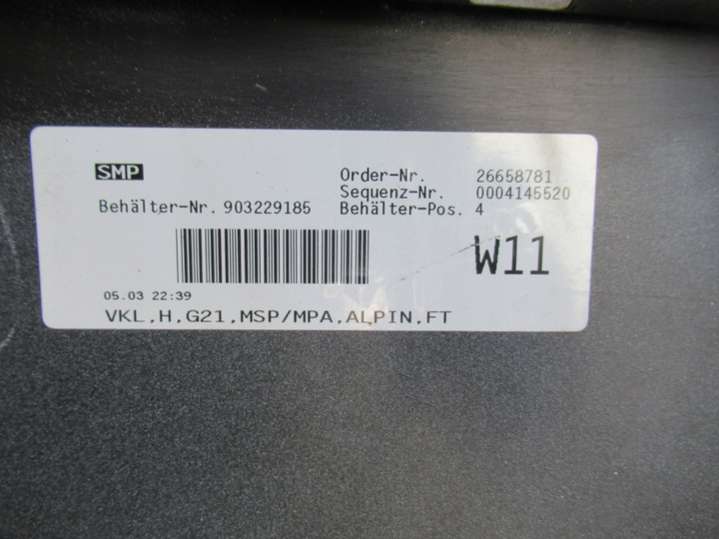 SMP
Order-Nr. 26658781
Sequenz-Nr. 0004145520
Behälter-Nr. 903229185 Behälter-Pos. 4
W11
05.03 22:39
VKL,H,G21,MSP/MPA,ALPIN,FT